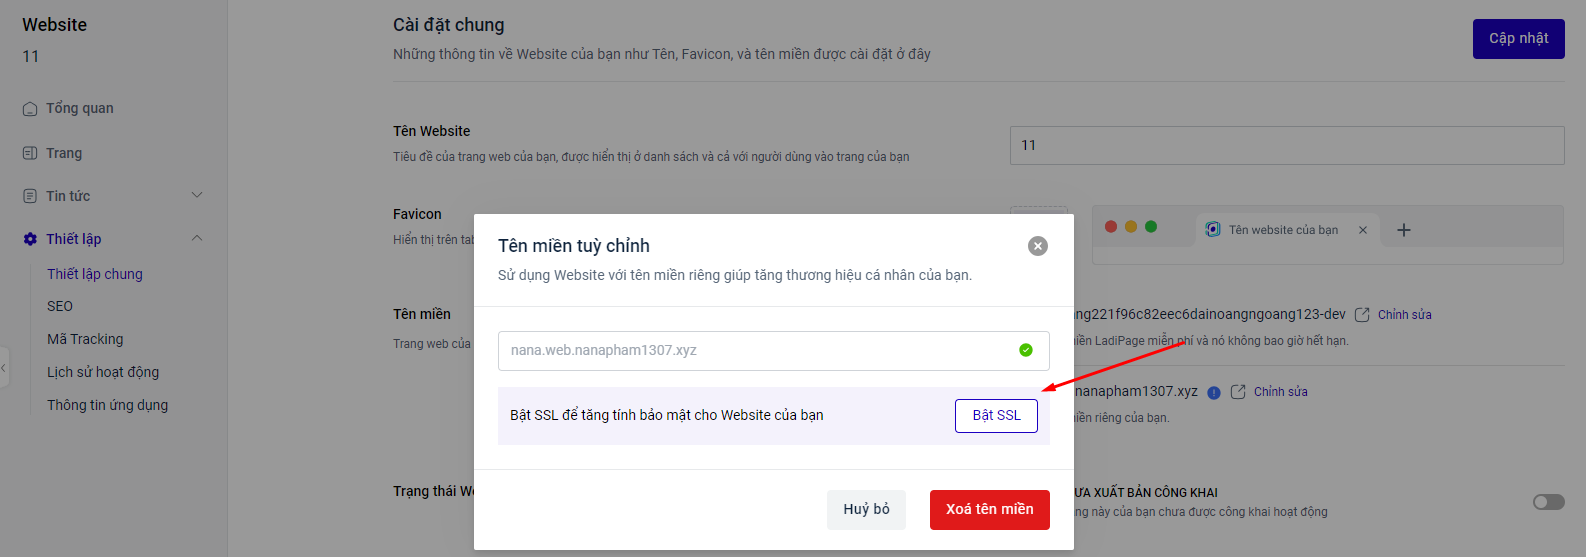 Website
11
Tổng quan
Trang
Tin tức
Thiết lập
Thiết lập chung
SEO
Mã Tracking
Lịch sử hoạt động
Thông tin ứng dụng
Cài đặt chung
Những thông tin về Website của bạn như Tên, Favicon, và tên miền được cài đặt ở đây
Cập nhật
Tên Website
Tiêu đề của trang web của bạn, được hiển thị ở danh sách và cả với người dùng vào trang của bạn
11
Favicon
Hiển thị trên
Tên website của bạn
Tên miền tuỳ chỉnh
Sử dụng Website với tên miền riêng giúp tăng thương hiệu cá nhân của bạn.
Tên miền
ng221f96c82eec6dainoangngoang123-dev
Chỉnh sửa
Trang web của
miền LadiPage miễn phí và nó không bao giờ hết hạn.
nana.web.nanapham1307.xyz
nanapham1307.xyz
Chỉnh sửa
miền riêng của bạn.
Bật SSL để tăng tính bảo mật cho Website của bạn
Bật SSL
Trạng thái
XUẤT BẢN CÔNG KHAI
này của bạn chưa được công khai hoạt động
Huỷ bỏ
Xoá tên miền